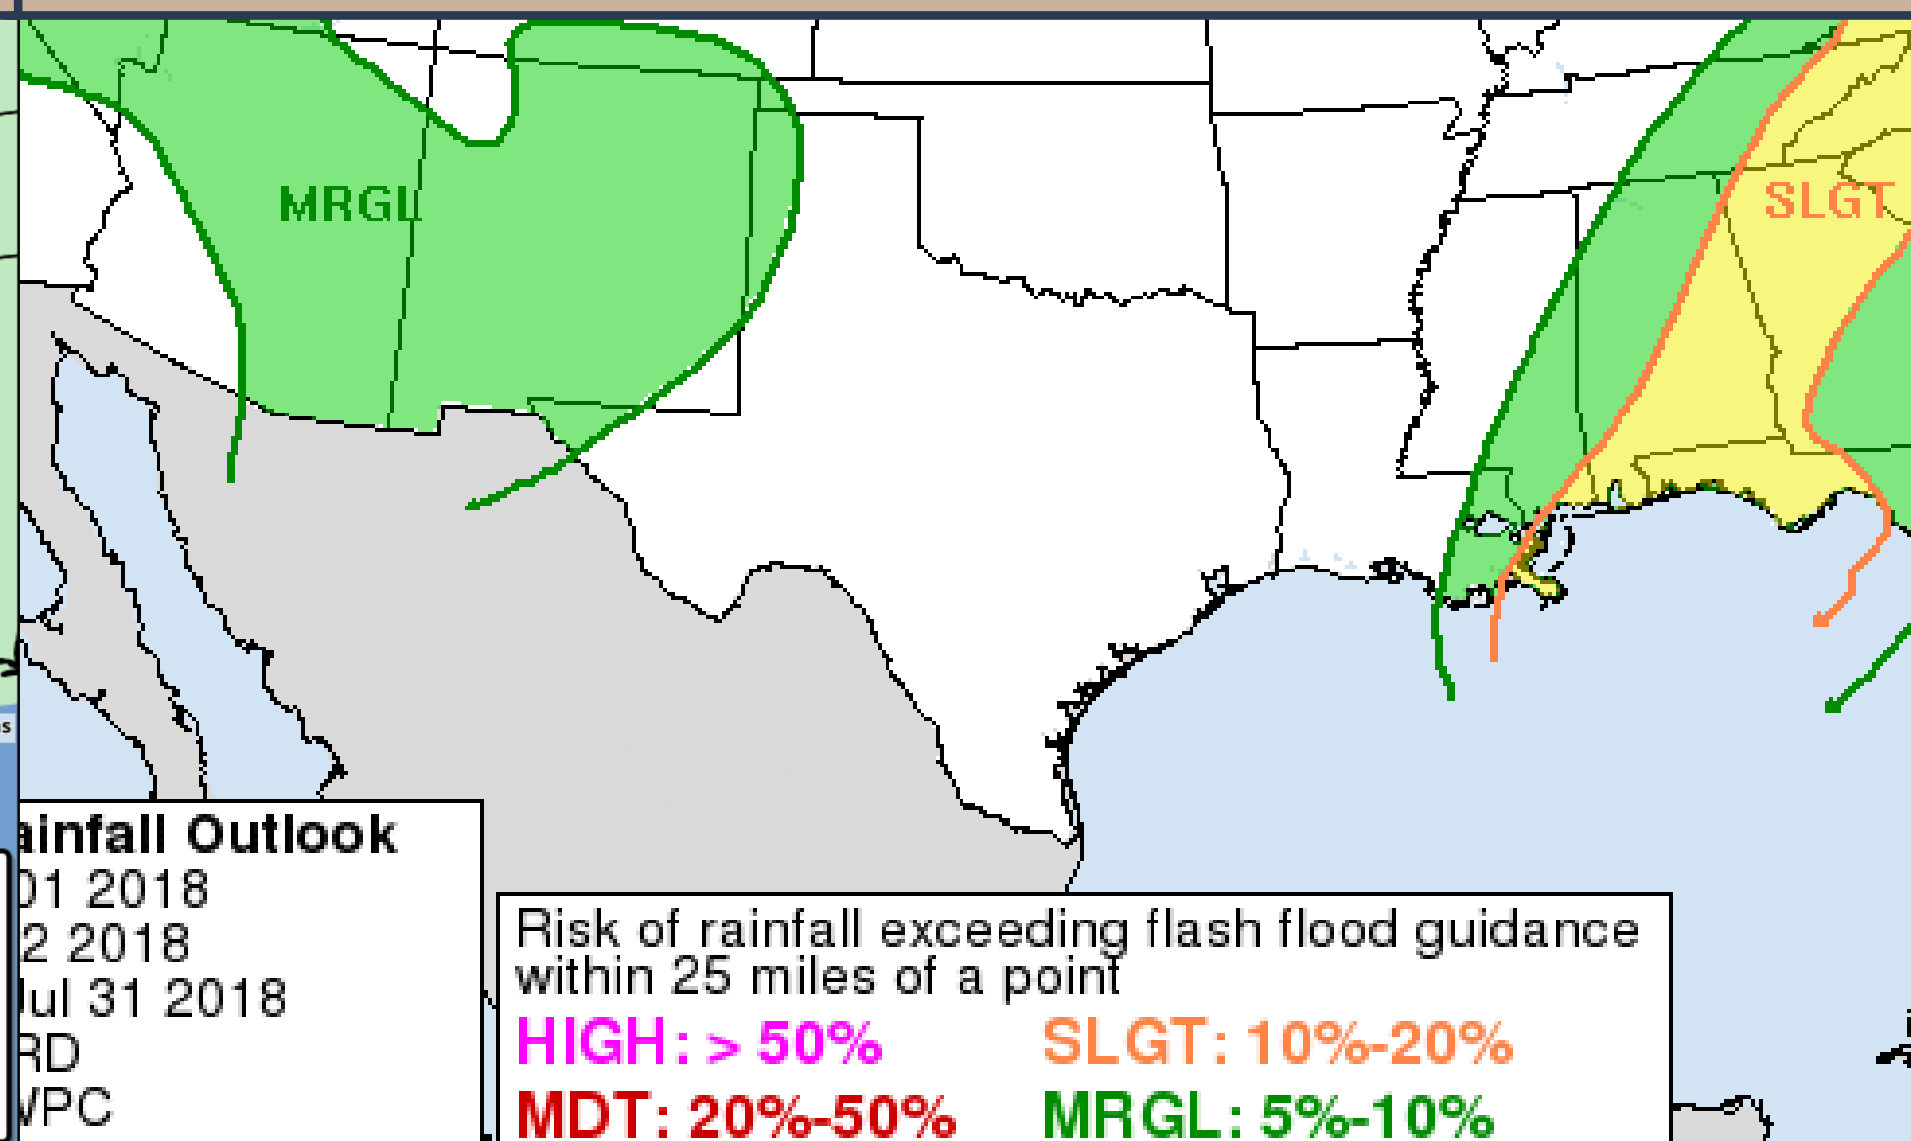 MRGL
SLGT
ainfall Outlook
01 2018
2 2018
Jul 31 2018
RD
WPC
Risk of rainfall exceeding flash flood guidance
within 25 miles of a point
HIGH: > 50%
SLGT: 10%-20%
MDT: 20%-50%
MRGL: 5%-10%